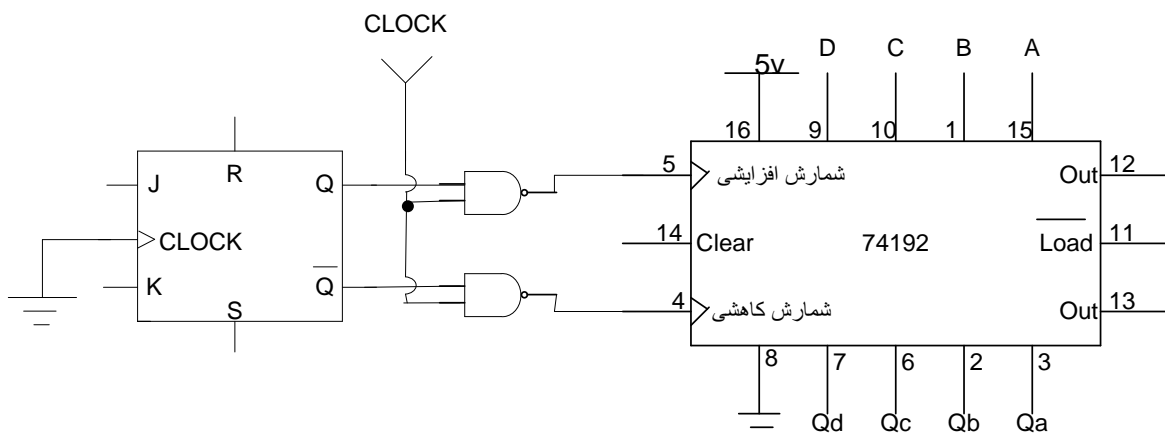 CLOCK
5v D C B A
16 9 10 1 15
R
J Q
CLOCK
K Q
S
5 شمارش افزایشی Out 12
14 Clear 74192 Load 11
4 شمارش کاهشی Out 13
8 7 6 2 3
Qd Qc Qb Qa